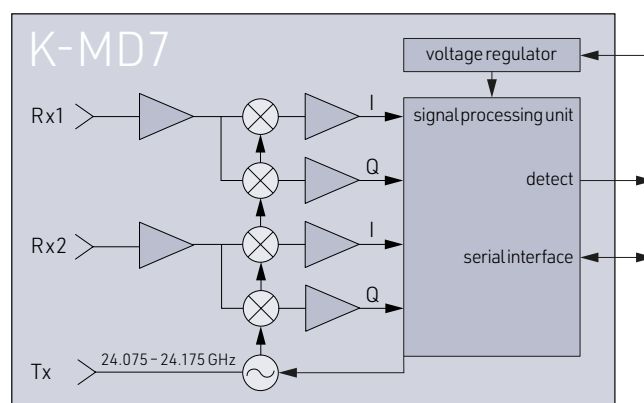 K-MD7
voltage regulator
Rx1
I
signal processing unit
Q
detect
Rx2
I
serial interface
Q
Tx
24.075 – 24.175 GHz